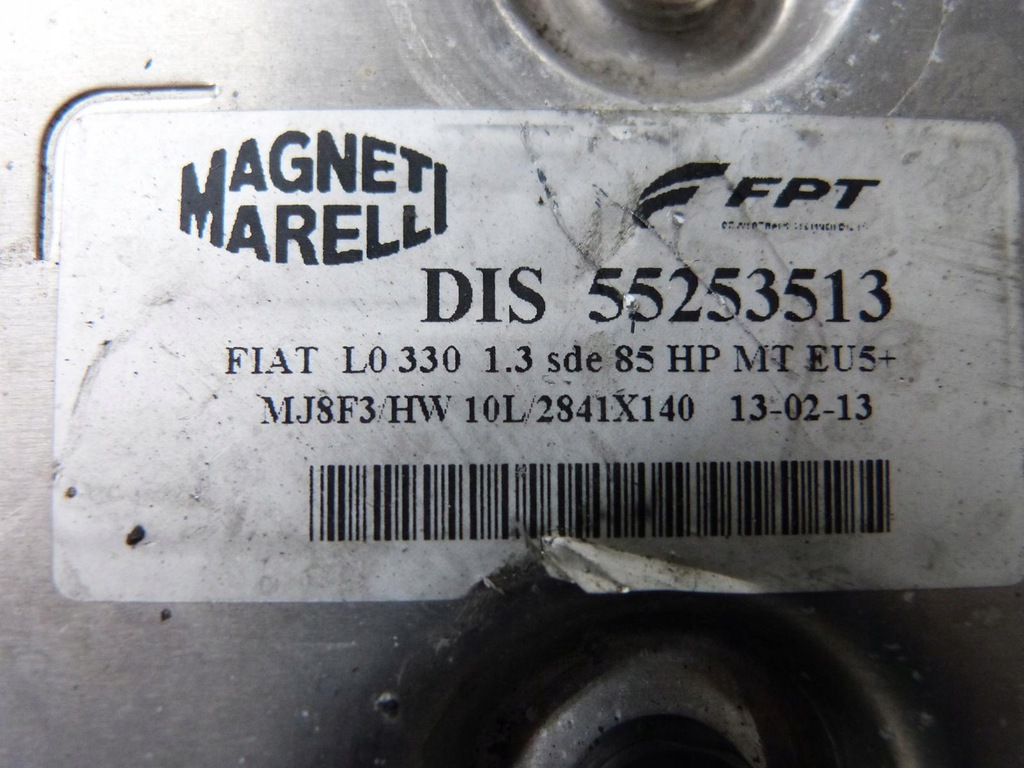 MAGNETI
MARELLI
FPT
DIS 55253513
FIAT L0 330 1.3 sde 85 HP MT EU5+
MJ8F3/HW 10L/2841X140 13-02-13